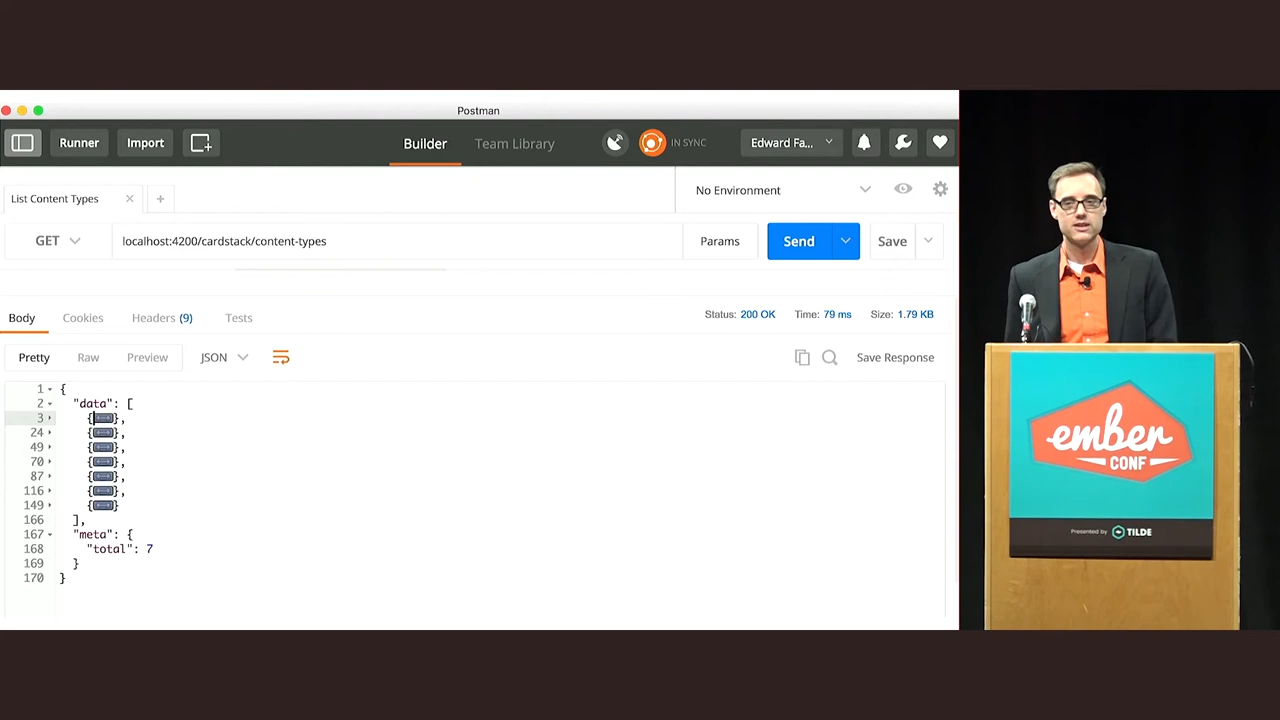 Postman
Runner
Import
Builder
Team Library
IN SYNC
Edward Fa...
List Content Types
No Environment
GET
localhost:4200/cardstack/content-types
Params
Send
Save
Body
Cookies
Headers (9)
Tests
Status: 200 OK
Time: 79 ms
Size: 1.79 KB
Pretty
Raw
Preview
JSON
Save Response
1 {
2 "data": [
3 {},
24 {},
49 {},
70 {},
87 {},
116 {},
149 {}
166 ],
167 "meta": {
168 "total": 7
169 }
170 }
ember
CONF
Presented by TILDE